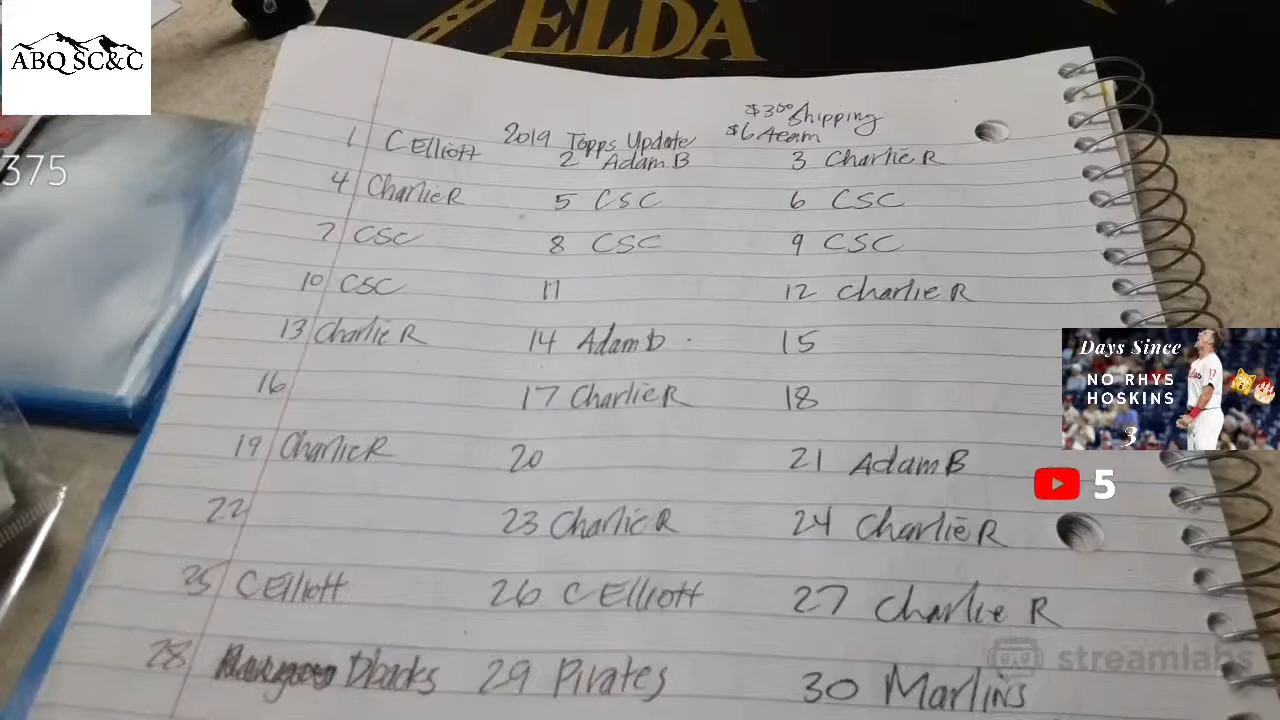 ELDA
ABQ SC&C
375
$3.00 Shipping
2019 Topps Update $6 team
1 C Elliott 2 Adam B 3 Charlie R
4 Charlie R 5 CSC 6 CSC
7 CSC 8 CSC 9 CSC
10 CSC 11 12 Charlie R
13 Charlie R 14 Adam B 15
16 17 Charlie R 18
19 Charlie R 20 21 Adam B
22 23 Charlie R 24 Charlie R
25 C Elliott 26 C Elliott 27 Charlie R
28 Dbacks 29 Pirates 30 Marlins
Days Since
NO RHYS
HOSKINS
3
5
streamlabs